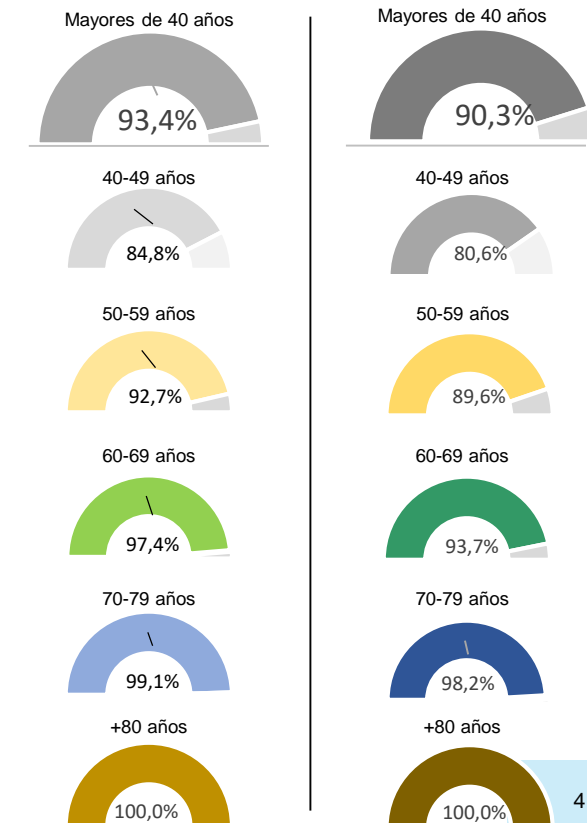 Mayores de 40 años
93,4%
40-49 años
84,8%
50-59 años
92,7%
60-69 años
97,4%
70-79 años
99,1%
+80 años
100,0%
Mayores de 40 años
90,3%
40-49 años
80,6%
50-59 años
89,6%
60-69 años
93,7%
70-79 años
98,2%
+80 años
100,0%
4